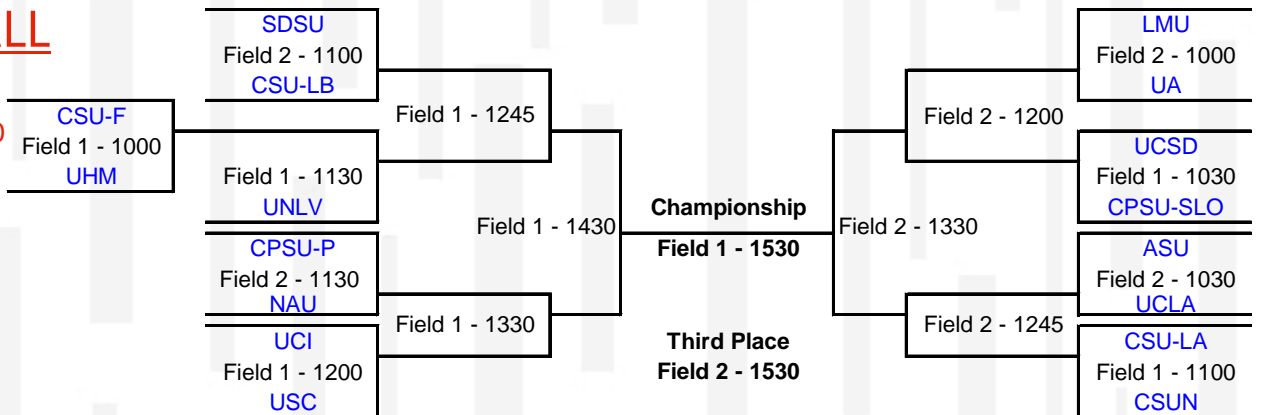 CSU-F
Field 1 - 1000
UHM
SDSU
Field 2 - 1100
CSU-LB
Field 1 - 1130
UNLV
CPSU-P
Field 2 - 1130
NAU
UCI
Field 1 - 1200
USC
Field 1 - 1245
Field 1 - 1330
Field 1 - 1430
Championship
Field 1 - 1530
Third Place
Field 2 - 1530
Field 2 - 1330
Field 2 - 1200
Field 2 - 1245
LMU
Field 2 - 1000
UA
UCSD
Field 1 - 1030
CPSU-SLO
ASU
Field 2 - 1030
UCLA
CSU-LA
Field 1 - 1100
CSUN